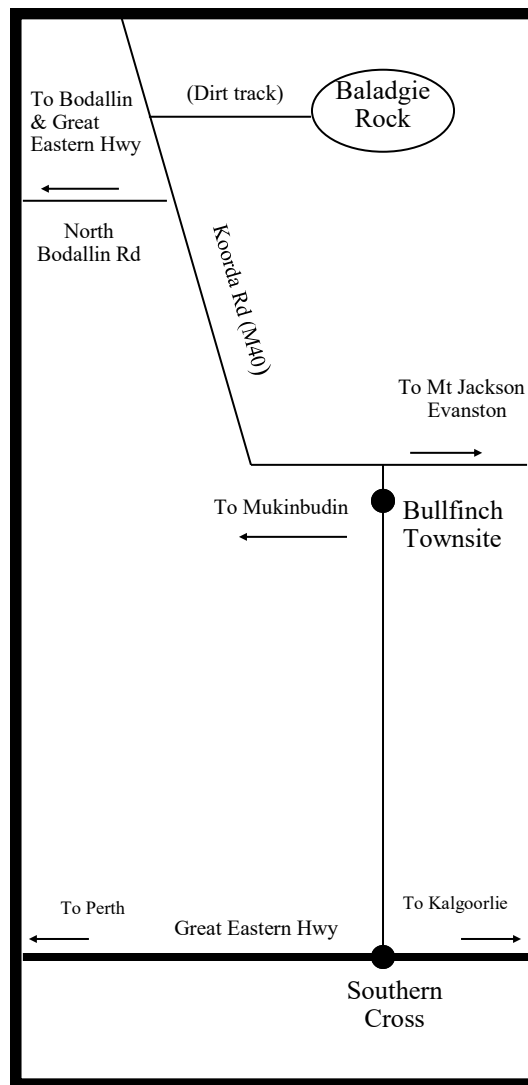 To Bodallin
& Great
Eastern Hwy
(Dirt track)
Baladgie
Rock
North
Bodallin Rd
Koorda Rd (M40)
To Mt Jackson
Evanston
To Mukinbudin
Bullfinch
Townsite
To Perth
Great Eastern Hwy
To Kalgoorlie
Southern
Cross